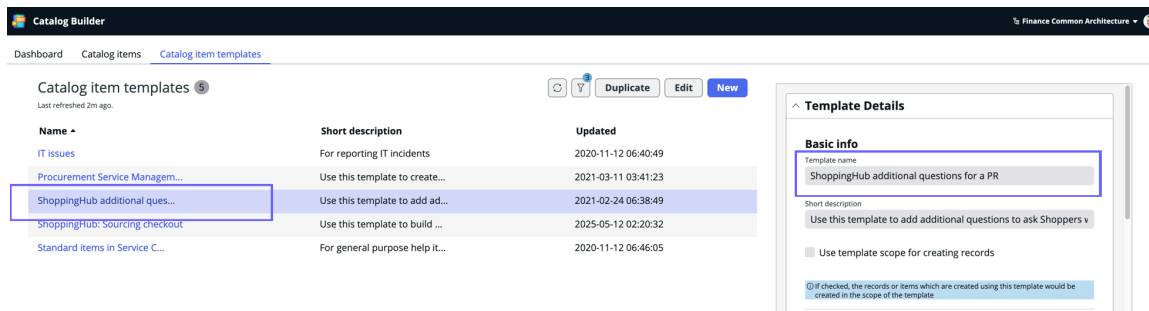 Catalog Builder
Finance Common Architecture
Dashboard Catalog items Catalog item templates
Catalog item templates 5
Last refreshed 2m ago.
3
Duplicate Edit New
Name Short description Updated
IT issues For reporting IT incidents 2020-11-12 06:40:49
Procurement Service Managem... Use this template to create... 2021-03-11 03:41:23
ShoppingHub additional ques... Use this template to add ad... 2021-02-24 06:38:49
ShoppingHub: Sourcing checkout Use this template to build ... 2025-05-12 02:20:32
Standard items in Service C... For general purpose help it... 2020-11-12 06:46:05
Template Details
Basic info
Template name
ShoppingHub additional questions for a PR
Short description
Use this template to add additional questions to ask Shoppers
Use template scope for creating records
If checked, the records or items which are created using this template would be
created in the scope of the template